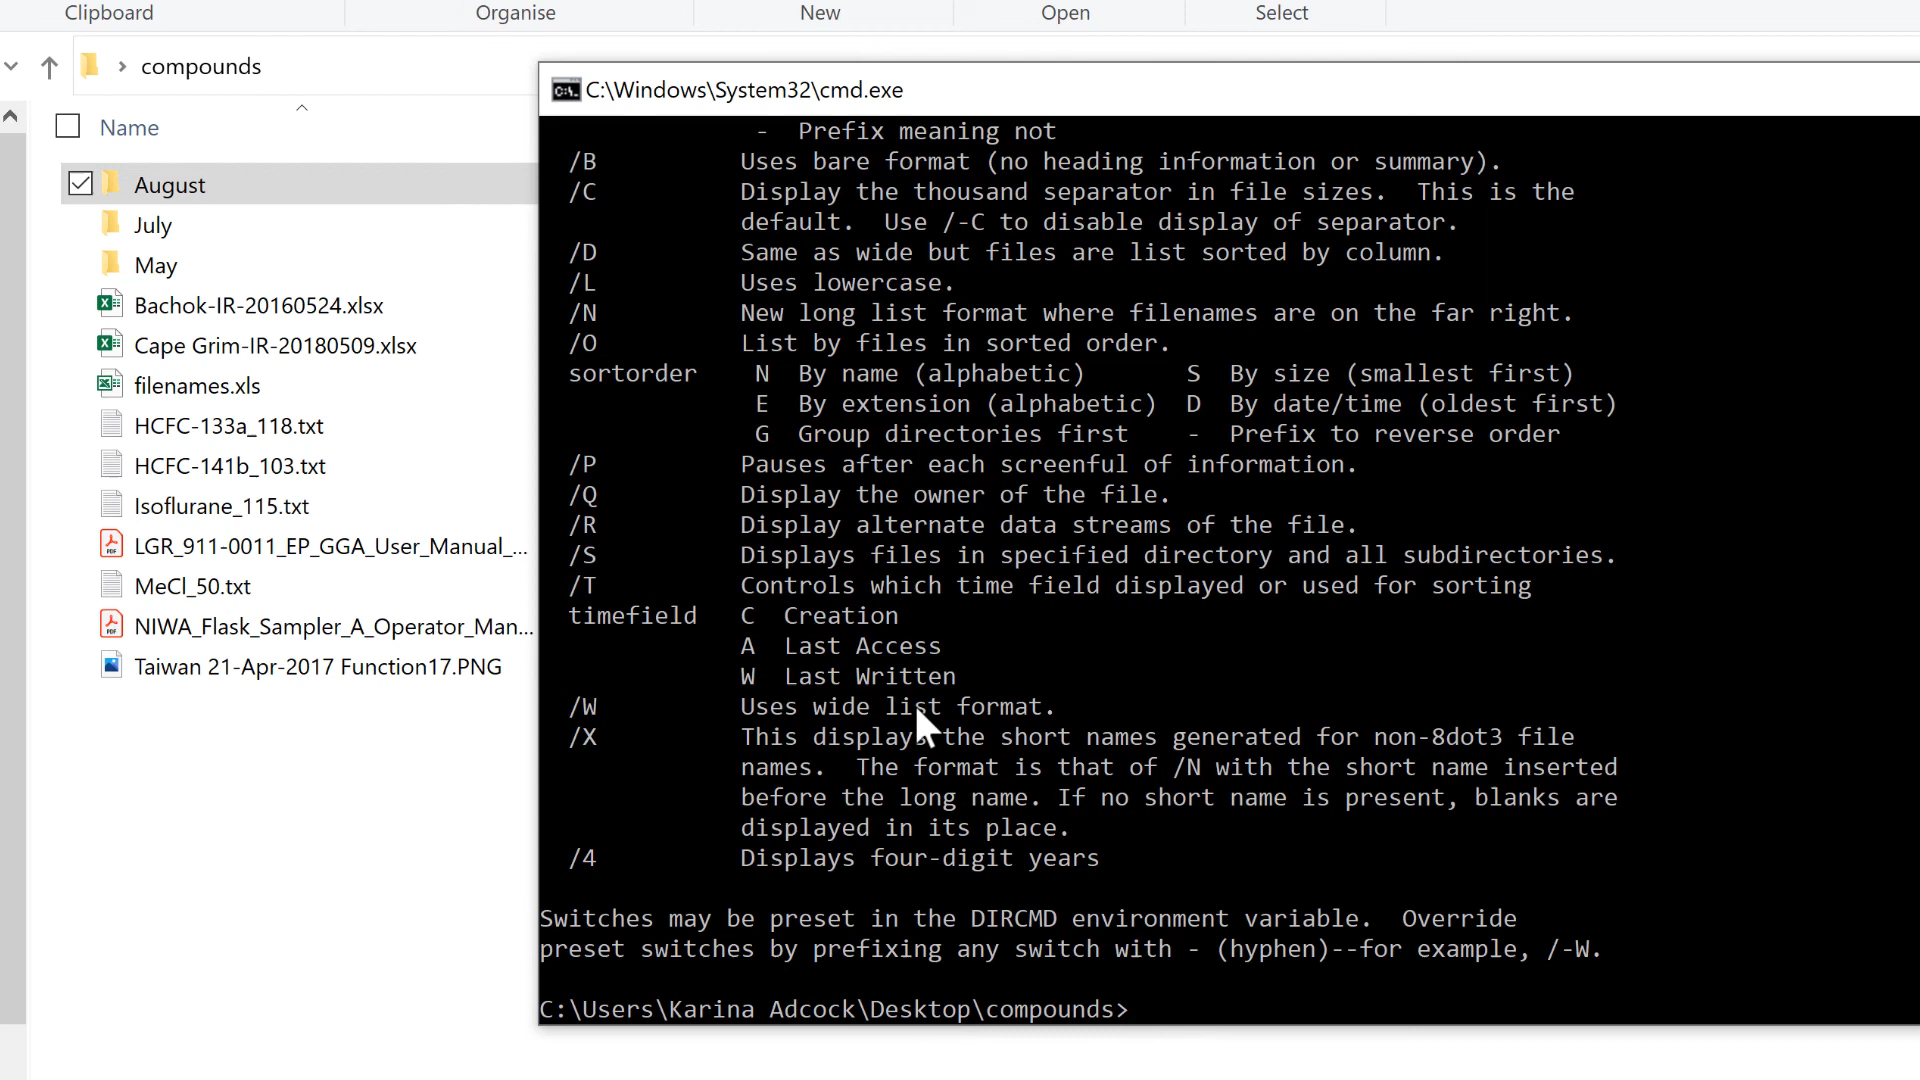 Clipboard
Organise
New
Open
Select
compounds
Name
August
July
May
Bachok-IR-20160524.xlsx
Cape Grim-IR-20180509.xlsx
filenames.xls
HCFC-133a_118.txt
HCFC-141b_103.txt
Isoflurane_115.txt
LGR_911-0011_EP_GGA_User_Manual_...
MeCl_50.txt
NIWA_Flask_Sampler_A_Operator_Man...
Taiwan 21-Apr-2017 Function17.PNG
C:\Windows\System32\cmd.exe
- Prefix meaning not
/B Uses bare format (no heading information or summary).
/C Display the thousand separator in file sizes. This is the
default. Use /-C to disable display of separator.
/D Same as wide but files are list sorted by column.
/L Uses lowercase.
/N New long list format where filenames are on the far right.
/O List by files in sorted order.
sortorder N By name (alphabetic) S By size (smallest first)
E By extension (alphabetic) D By date/time (oldest first)
G Group directories first - Prefix to reverse order
/P Pauses after each screenful of information.
/Q Display the owner of the file.
/R Display alternate data streams of the file.
/S Displays files in specified directory and all subdirectories.
/T Controls which time field displayed or used for sorting
timefield C Creation
A Last Access
W Last Written
/W Uses wide list format.
/X This displays the short names generated for non-8dot3 file
names. The format is that of /N with the short name inserted
before the long name. If no short name is present, blanks are
displayed in its place.
/4 Displays four-digit years
Switches may be preset in the DIRCMD environment variable. Override
preset switches by prefixing any switch with - (hyphen)--for example, /-W.
C:\Users\Karina Adcock\Desktop\compounds>